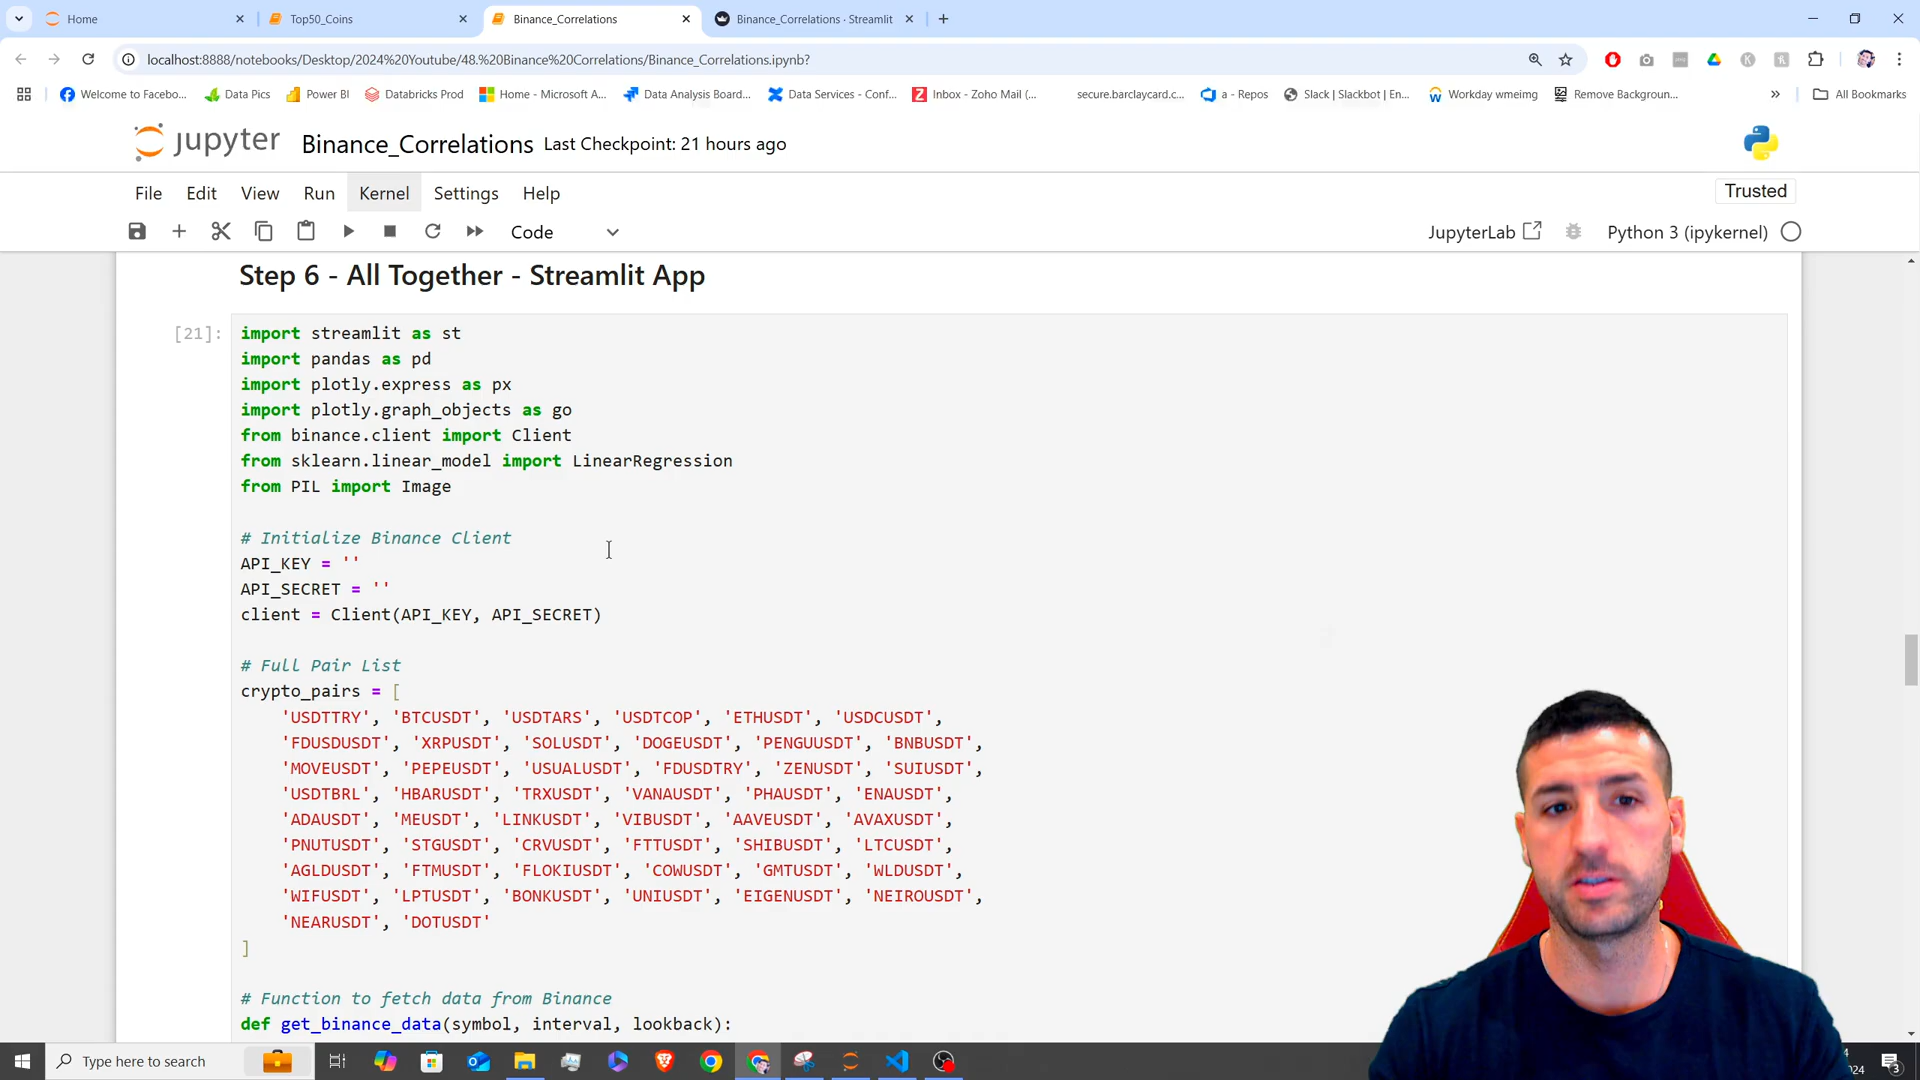 Home
Top50_Coins
Binance_Correlations
Binance_Correlations · Streamlit
localhost:8888/notebooks/Desktop/2024%20Youtube/48.%20Binance%20Correlations/Binance_Correlations.ipynb?
Welcome to Facebo...
Data Pics
Power BI
Databricks Prod
Home - Microsoft A...
Data Analysis Board...
Data Services - Conf...
Inbox - Zoho Mail (...
secure.barclaycard.c...
a - Repos
Slack | Slackbot | En...
Workday wmeimg
Remove Backgroun...
All Bookmarks
jupyter Binance_Correlations Last Checkpoint: 21 hours ago
File Edit View Run Kernel Settings Help
Trusted
Code
JupyterLab
Python 3 (ipykernel)
Step 6 - All Together - Streamlit App
[21]:
import streamlit as st
import pandas as pd
import plotly.express as px
import plotly.graph_objects as go
from binance.client import Client
from sklearn.linear_model import LinearRegression
from PIL import Image
# Initialize Binance Client
API_KEY = ''
API_SECRET = ''
client = Client(API_KEY, API_SECRET)
# Full Pair List
crypto_pairs = [
'USDTTRY', 'BTCUSDT', 'USDTARS', 'USDTCOP', 'ETHUSDT', 'USDCUSDT',
'FDUSDUSDT', 'XRPUSDT', 'SOLUSDT', 'DOGEUSDT', 'PENGUUSDT', 'BNBUSDT',
'MOVEUSDT', 'PEPEUSDT', 'USUALUSDT', 'FDUSDTRY', 'ZENUSDT', 'SUIUSDT',
'USDTBRL', 'HBARUSDT', 'TRXUSDT', 'VANAUSDT', 'PHAUSDT', 'ENAUSDT',
'ADAUSDT', 'MEUSDT', 'LINKUSDT', 'VIBUSDT', 'AAVEUSDT', 'AVAXUSDT',
'PNUTUSDT', 'STGUSDT', 'CRVUSDT', 'FTTUSDT', 'SHIBUSDT', 'LTCUSDT',
'AGLDUSDT', 'FTMUSDT', 'FLOKIUSDT', 'COWUSDT', 'GMTUSDT', 'WLDUSDT',
'WIFUSDT', 'LPTUSDT', 'BONKUSDT', 'UNIUSDT', 'EIGENUSDT', 'NEIROUSDT',
'NEARUSDT', 'DOTUSDT'
]
# Function to fetch data from Binance
def get_binance_data(symbol, interval, lookback):
Type here to search